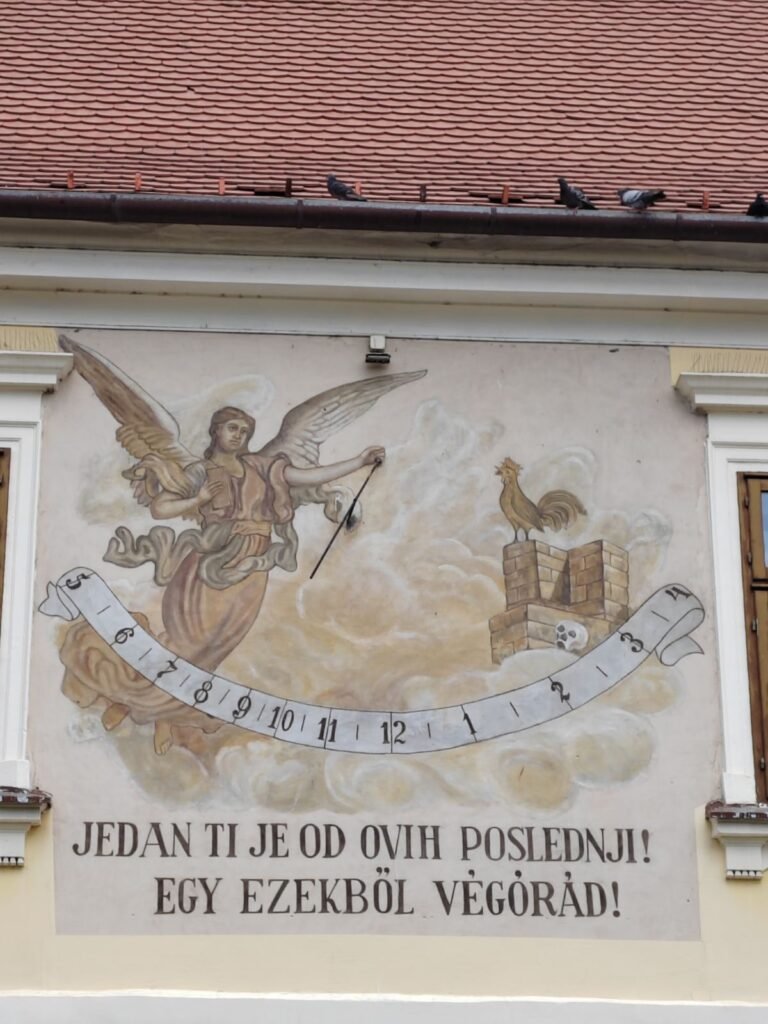 5 6 7 8 9 10 11 12 1 2 3 4
JEDAN TI JE OD OVIH POSLEDNJI!
EGY EZEKBÖL VÉGÓRÁD!